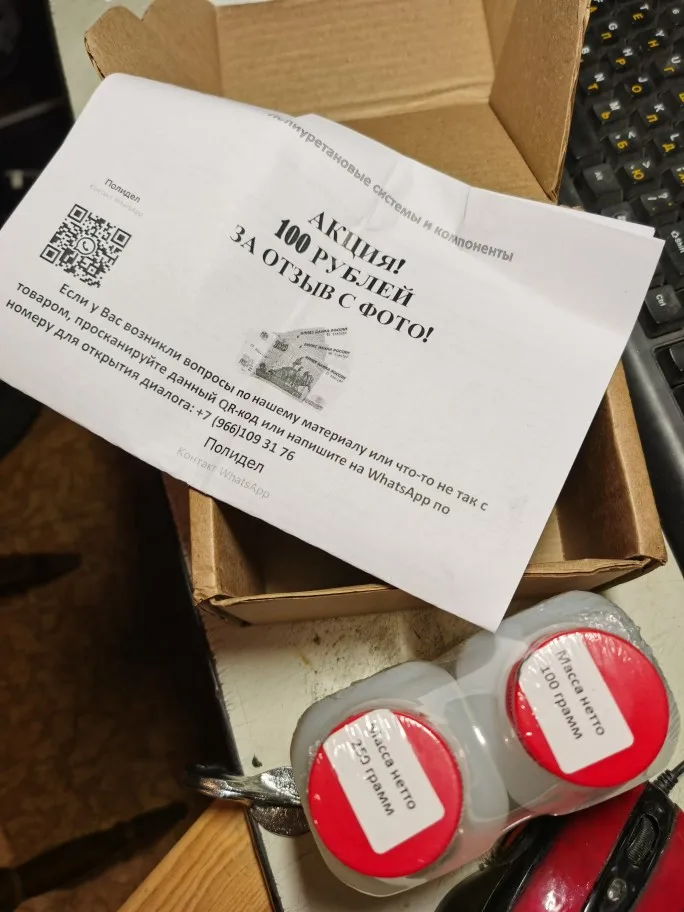 Полиуретановые системы и компоненты
Полидел
Контакт WhatsApp
АКЦИЯ!
100 РУБЛЕЙ
ЗА ОТЗЫВ С ФОТО!
Если у Вас возникли вопросы по нашему материалу или что-то не так с
товаром, просканируйте данный QR-код или напишите на WhatsApp по
номеру для открытия диалога: +7 (966)109 31 76
Полидел
Контакт WhatsApp
Масса нетто
250 грамм
Масса нетто
100 грамм